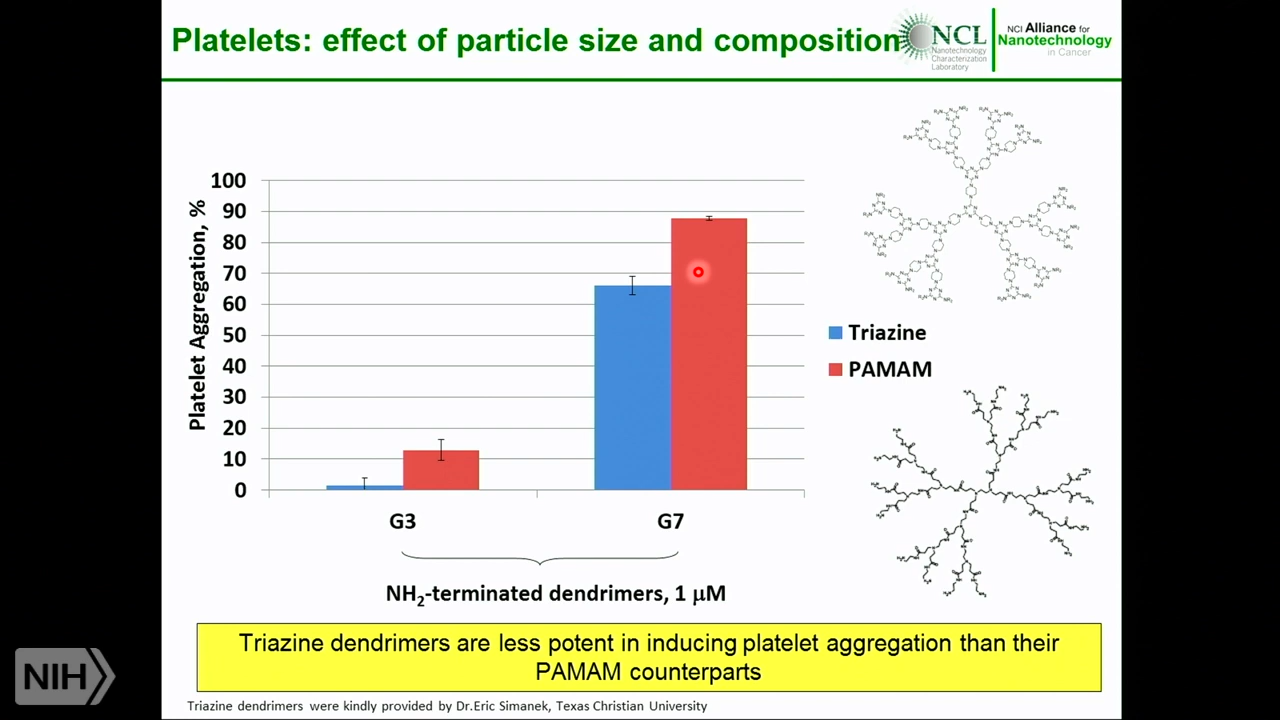 Platelets: effect of particle size and composition
NCL
Nanotechnology
Characterization
Laboratory
NCI Alliance for
Nanotechnology
in Cancer
Platelet Aggregation, %
100
90
80
70
60
50
40
30
20
10
0
G3
G7
NH₂-terminated dendrimers, 1 μM
Triazine
PAMAM
Triazine dendrimers are less potent in inducing platelet aggregation than their
PAMAM counterparts
Triazine dendrimers were kindly provided by Dr.Eric Simanek, Texas Christian University
NIH